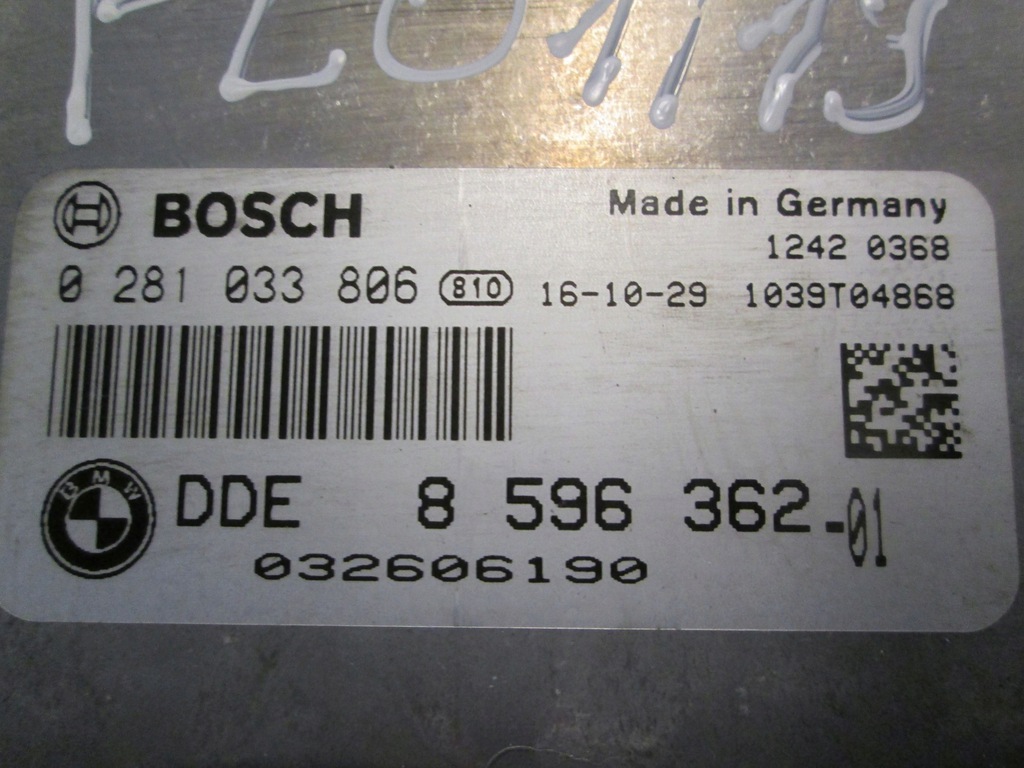 BOSCH
Made in Germany
1242 0368
0 281 033 806 810 16-10-29 1039T04868
BMW DDE 8 596 362-01
032606190